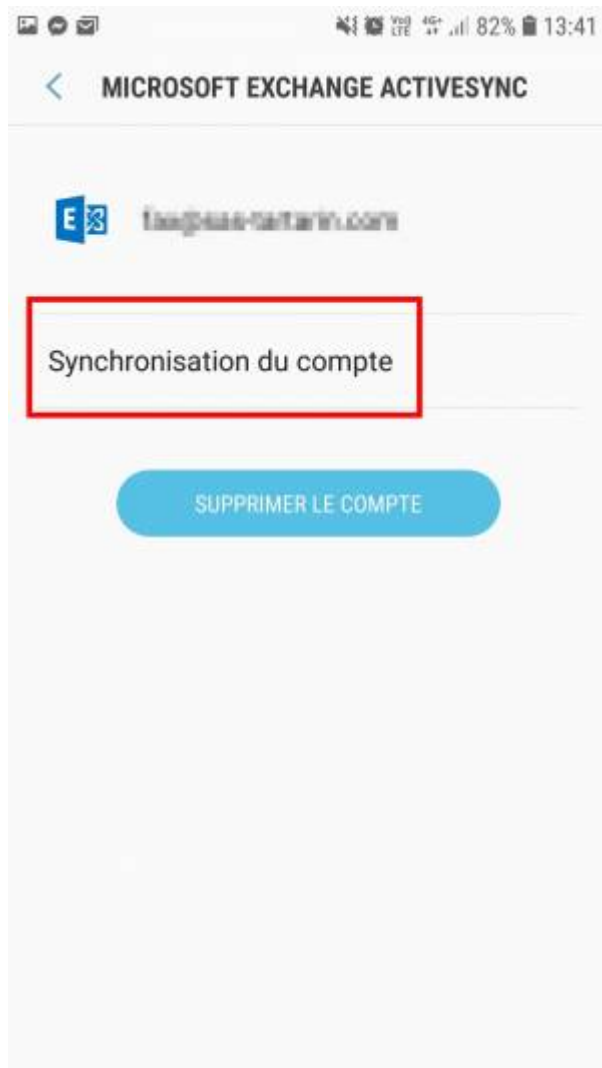 82% 13:41
MICROSOFT EXCHANGE ACTIVESYNC
Synchronisation du compte
SUPPRIMER LE COMPTE